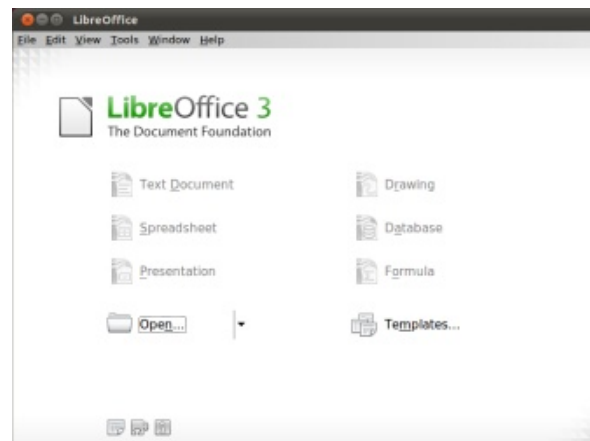 LibreOffice
File Edit View Tools Window Help
LibreOffice 3
The Document Foundation
Text Document
Drawing
Spreadsheet
Database
Presentation
Formula
Open...
Templates...